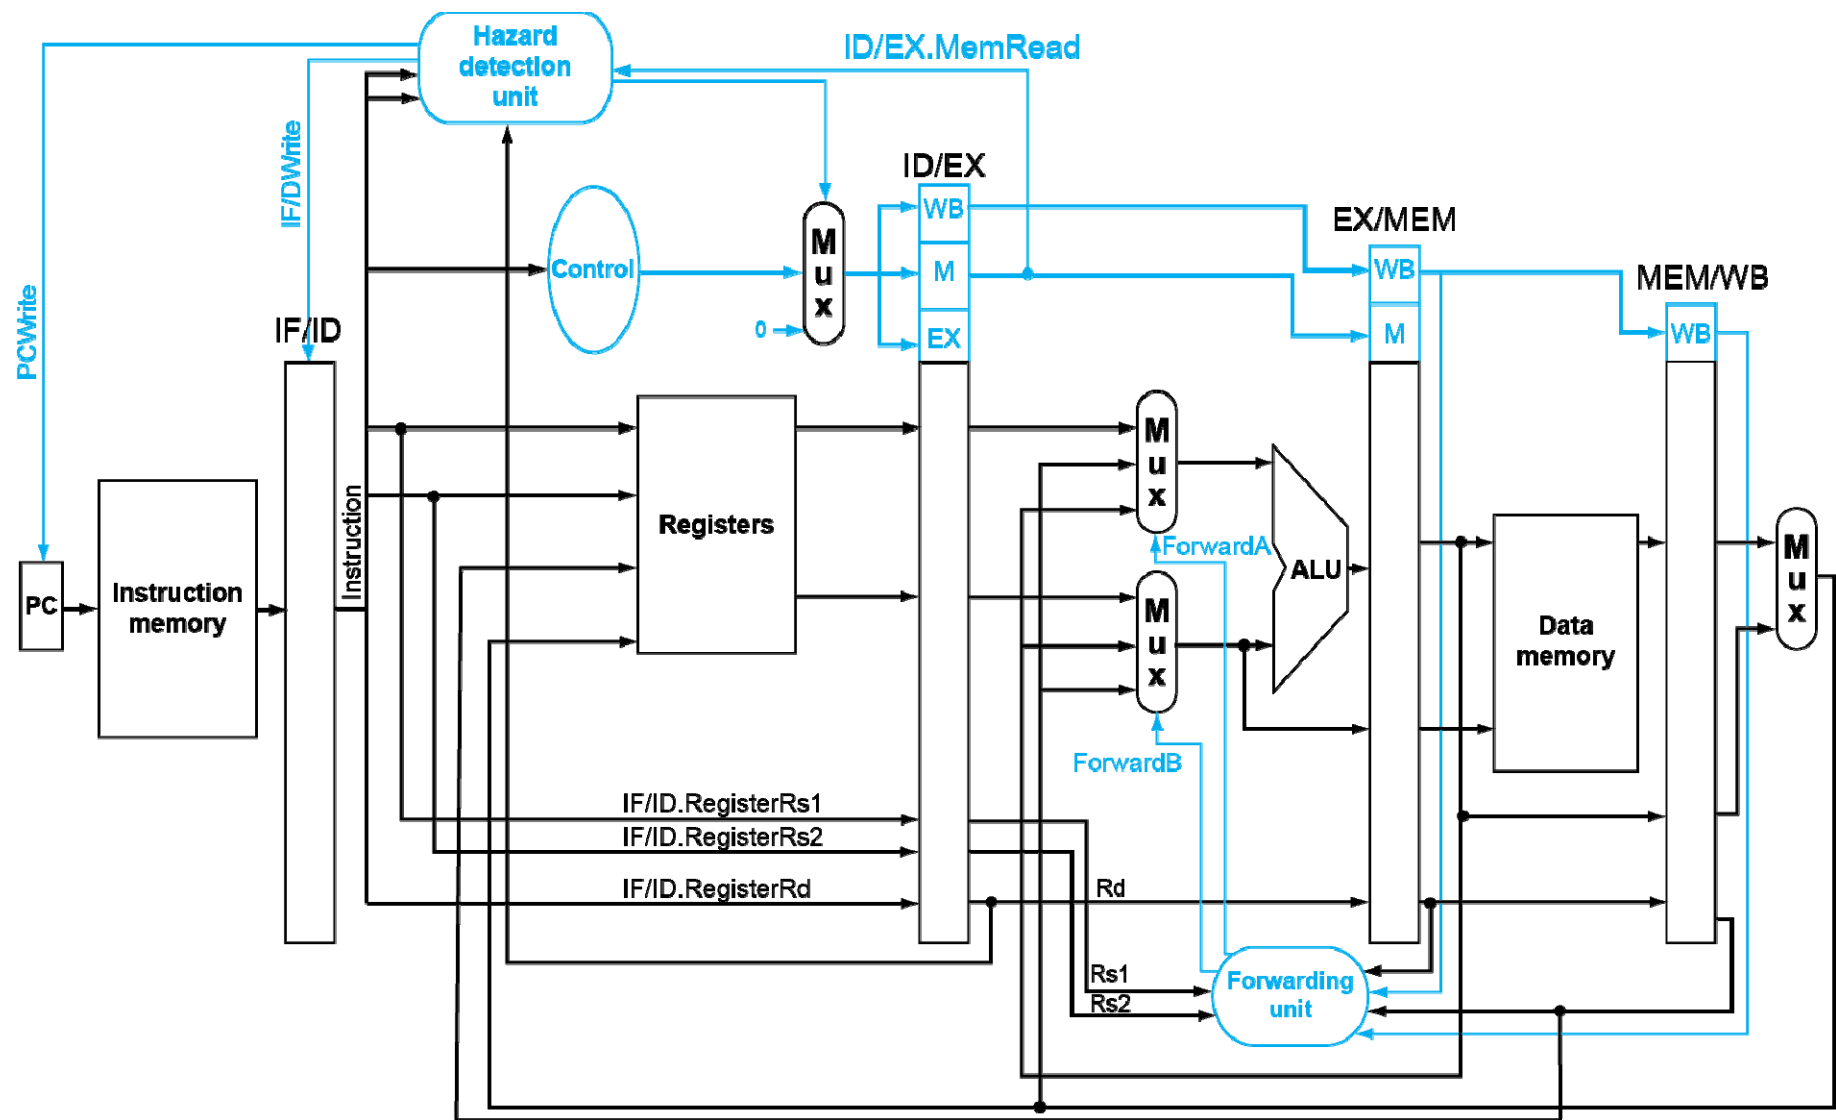 Hazard
detection
unit
ID/EX.MemRead
IF/DWrite
PCWrite
ID/EX
WB
M
EX
Control
M
u
x
0
EX/MEM
WB
M
MEM/WB
WB
IF/ID
PC
Instruction
memory
Instruction
Registers
M
u
x
ForwardA
M
u
x
ForwardB
ALU
Data
memory
M
u
x
IF/ID.RegisterRs1
IF/ID.RegisterRs2
IF/ID.RegisterRd
Rd
Rs1
Rs2
Forwarding
unit